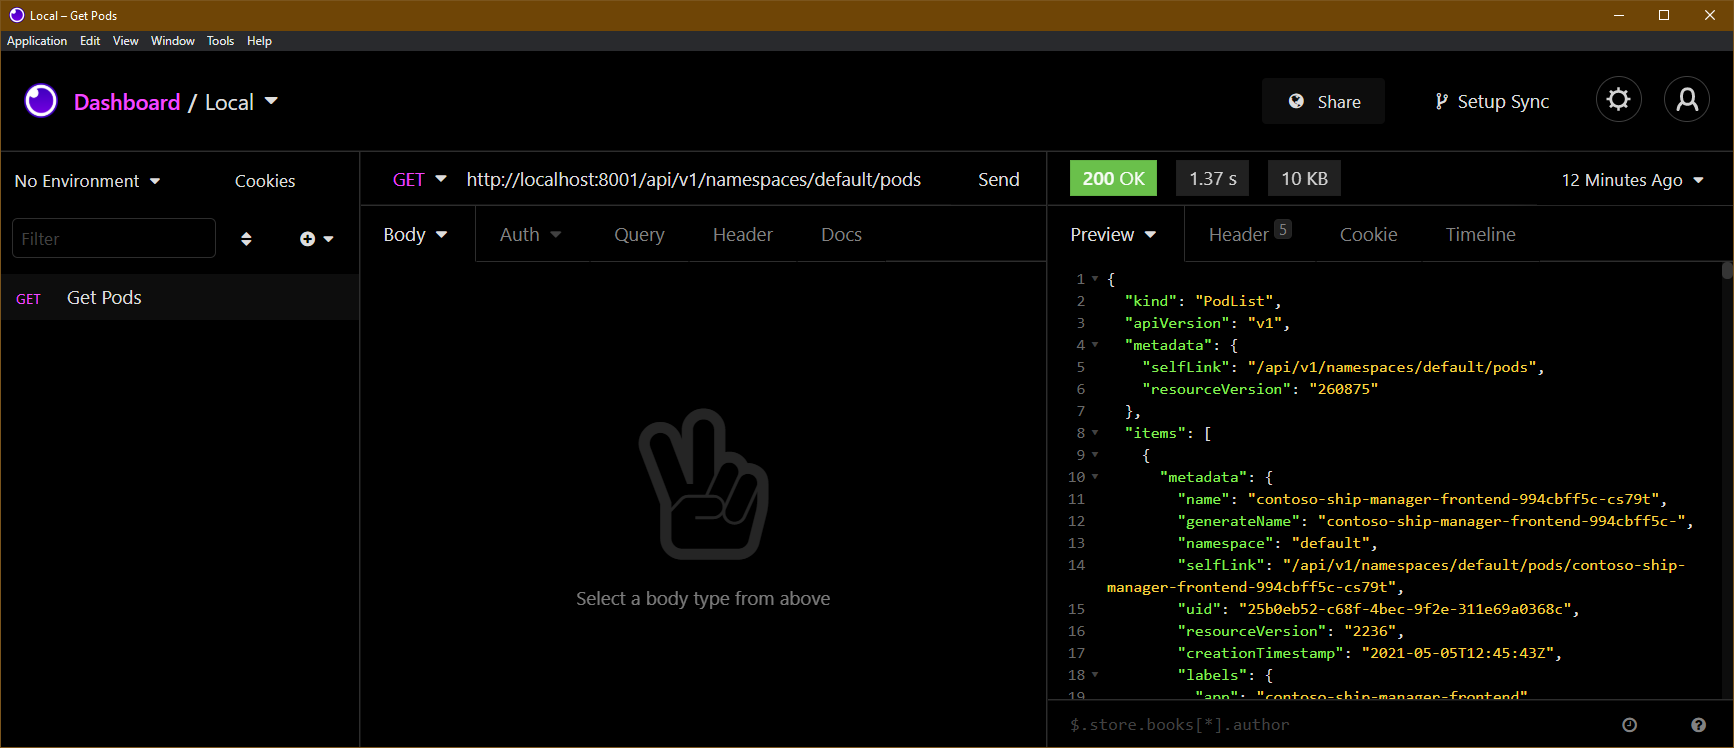 Local – Get Pods
Application Edit View Window Tools Help
Dashboard / Local
Share
Setup Sync
No Environment
Cookies
Filter
GET Get Pods
GET http://localhost:8001/api/v1/namespaces/default/pods Send
Body Auth Query Header Docs
Select a body type from above
200 OK 1.37 s 10 KB 12 Minutes Ago
Preview Header 5 Cookie Timeline
1 {
2 "kind": "PodList",
3 "apiVersion": "v1",
4 "metadata": {
5 "selfLink": "/api/v1/namespaces/default/pods",
6 "resourceVersion": "260875"
7 },
8 "items": [
9 {
10 "metadata": {
11 "name": "contoso-ship-manager-frontend-994cbff5c-cs79t",
12 "generateName": "contoso-ship-manager-frontend-994cbff5c-",
13 "namespace": "default",
14 "selfLink": "/api/v1/namespaces/default/pods/contoso-ship-
manager-frontend-994cbff5c-cs79t",
15 "uid": "25b0eb52-c68f-4bec-9f2e-311e69a0368c",
16 "resourceVersion": "2236",
17 "creationTimestamp": "2021-05-05T12:45:43Z",
18 "labels": {
19 "app": "contoso-ship-manager-frontend"
$.store.books[*].author